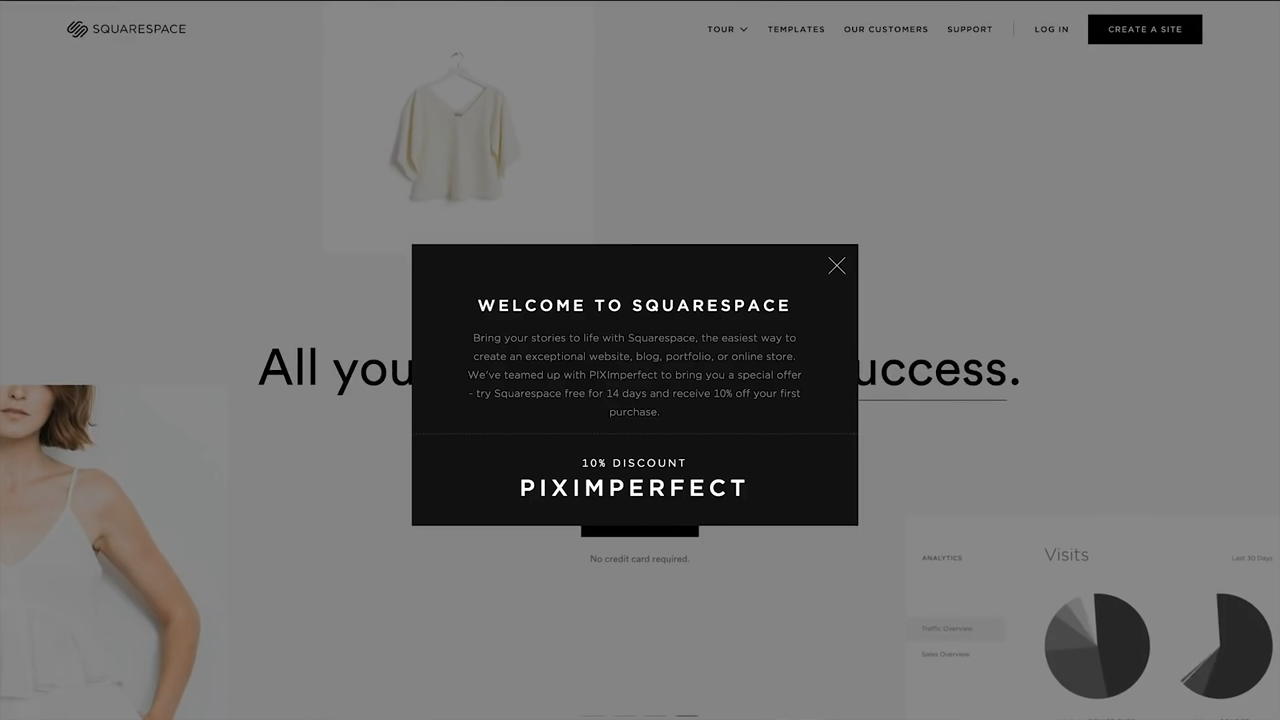 SQUARESPACE
TOUR
TEMPLATES
OUR CUSTOMERS
SUPPORT
LOG IN
CREATE A SITE
WELCOME TO SQUARESPACE
Bring your stories to life with Squarespace, the easiest way to
create an exceptional website, blog, portfolio, or online store.
We've teamed up with PIXImperfect to bring you a special offer
- try Squarespace free for 14 days and receive 10% off your first
purchase.
All you
uccess.
10% DISCOUNT
PIXIMPERFECT
No credit card required.
ANALYTICS
Visits
Last 30 Days
Traffic Overview
Sales Overview